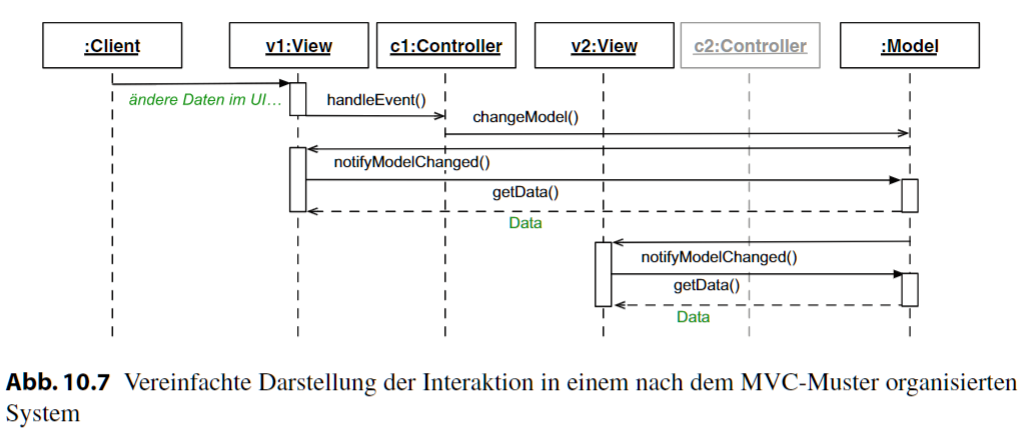 :Client
v1:View
c1:Controller
v2:View
c2:Controller
:Model
ändere Daten im UI...
handleEvent()
changeModel()
notifyModelChanged()
getData()
Data
notifyModelChanged()
getData()
Data
Abb. 10.7 Vereinfachte Darstellung der Interaktion in einem nach dem MVC-Muster organisierten
System